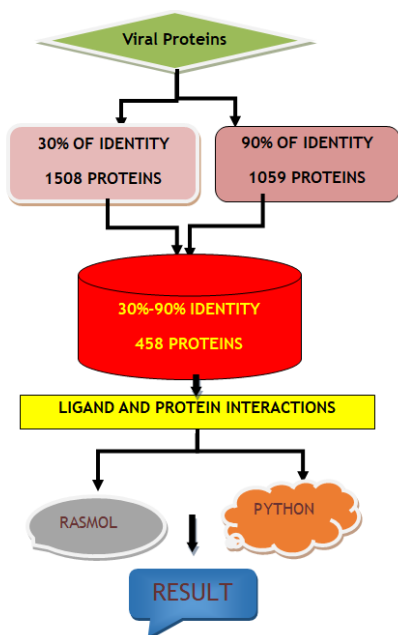 Viral Proteins
30% OF IDENTITY
1508 PROTEINS
90% OF IDENTITY
1059 PROTEINS
30%-90% IDENTITY
458 PROTEINS
LIGAND AND PROTEIN INTERACTIONS
RASMOL
PYTHON
RESULT